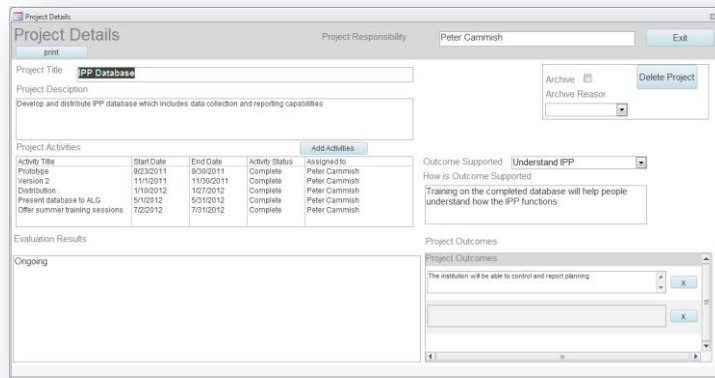 Project Details
Project Details
Project Responsibility
Peter Cammish
Exit
print
Project Title
IPP Database
Archive
Delete Project
Archive Reason
Project Desciption
Develop and distribute IPP database which includes data collection and reporting capabilities
Project Activities
Add Activities
Activity Title Start Date End Date Activity Status Assigned to
Prototype 9/23/2011 9/30/2011 Complete Peter Cammish
Version 2 11/1/2011 11/30/2011 Complete Peter Cammish
Distribution 1/10/2012 1/27/2012 Complete Peter Cammish
Present database to ALG 5/1/2012 5/31/2012 Complete Peter Cammish
Offer summer training sessions 7/2/2012 7/31/2012 Complete Peter Cammish
Outcome Supported
Understand IPP
How is Outcome Supported
Training on the completed database will help people
understand how the IPP functions.
Evaluation Results
Ongoing
Project Outcomes
Project Outcomes
The institution will be able to control and report planning
x
x